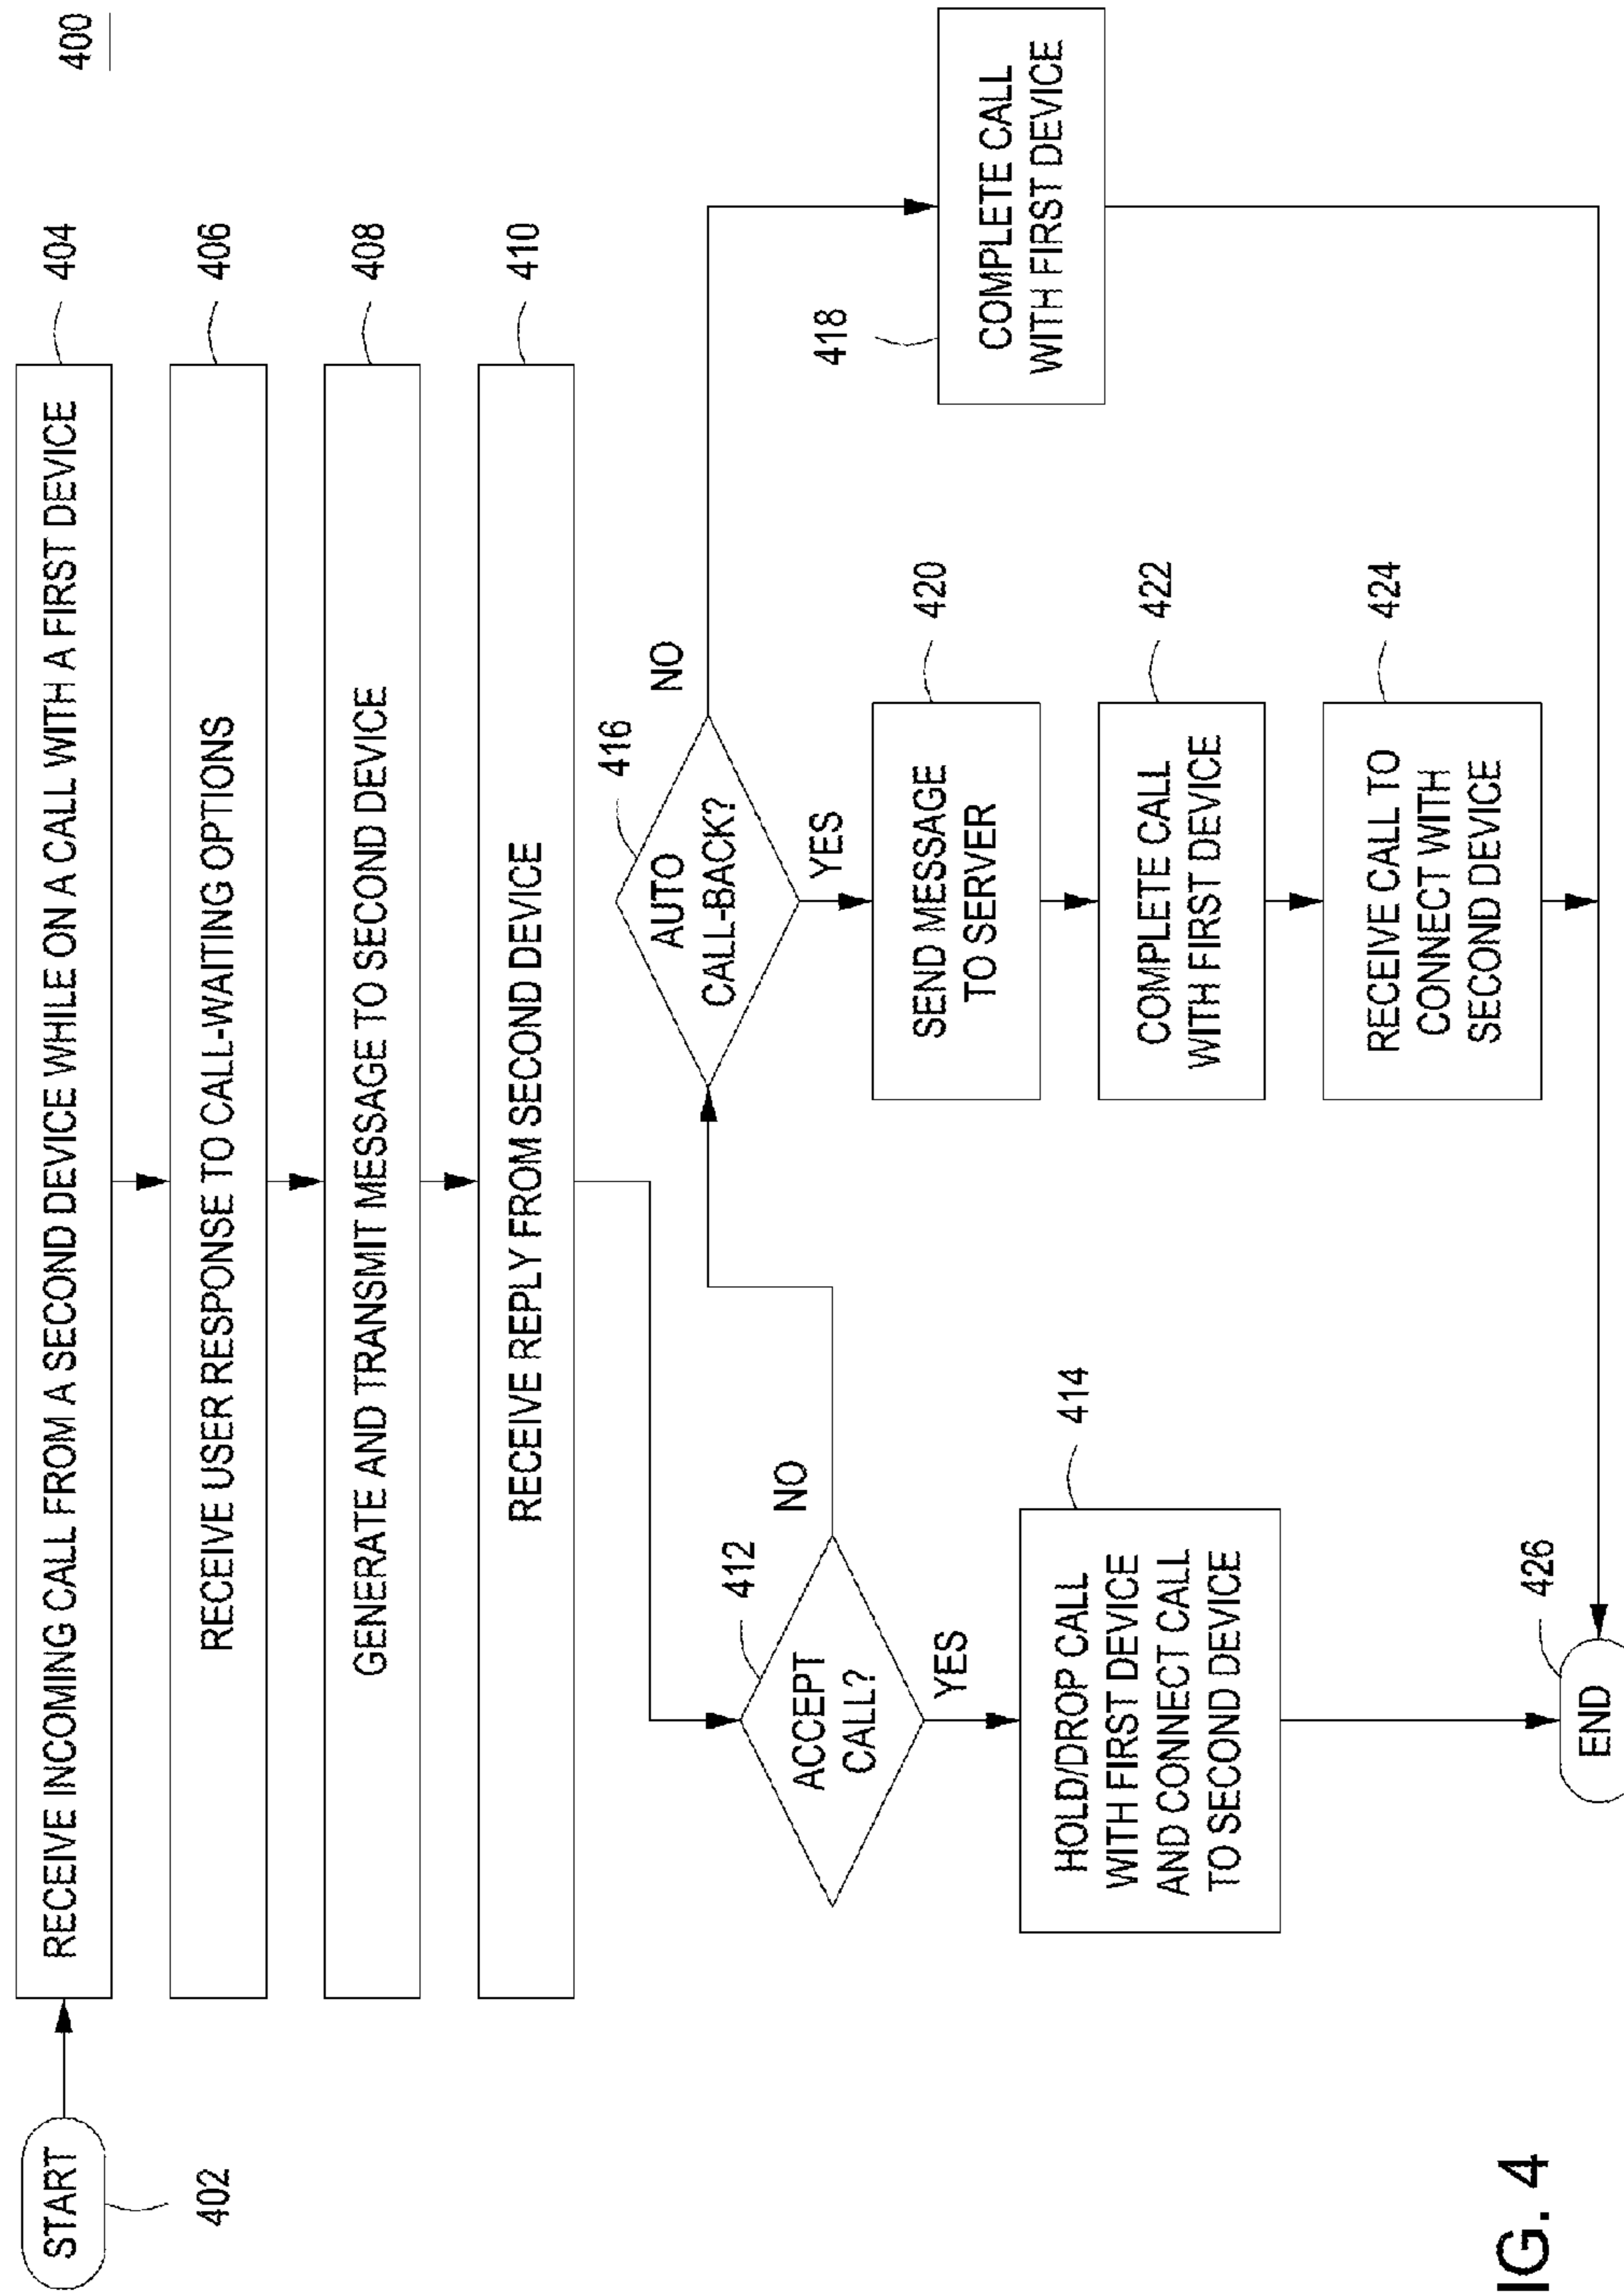 400
START
402
RECEIVE INCOMING CALL FROM A SECOND DEVICE WHILE ON A CALL WITH A FIRST DEVICE
404
RECEIVE USER RESPONSE TO CALL-WAITING OPTIONS
406
GENERATE AND TRANSMIT MESSAGE TO SECOND DEVICE
408
RECEIVE REPLY FROM SECOND DEVICE
410
412
ACCEPT
CALL?
NO
YES
HOLD/DROP CALL
WITH FIRST DEVICE
AND CONNECT CALL
TO SECOND DEVICE
414
416
AUTO
CALL-BACK?
NO
YES
418
COMPLETE CALL
WITH FIRST DEVICE
SEND MESSAGE
TO SERVER
420
COMPLETE CALL
WITH FIRST DEVICE
422
RECEIVE CALL TO
CONNECT WITH
SECOND DEVICE
424
426
END
IG. 4